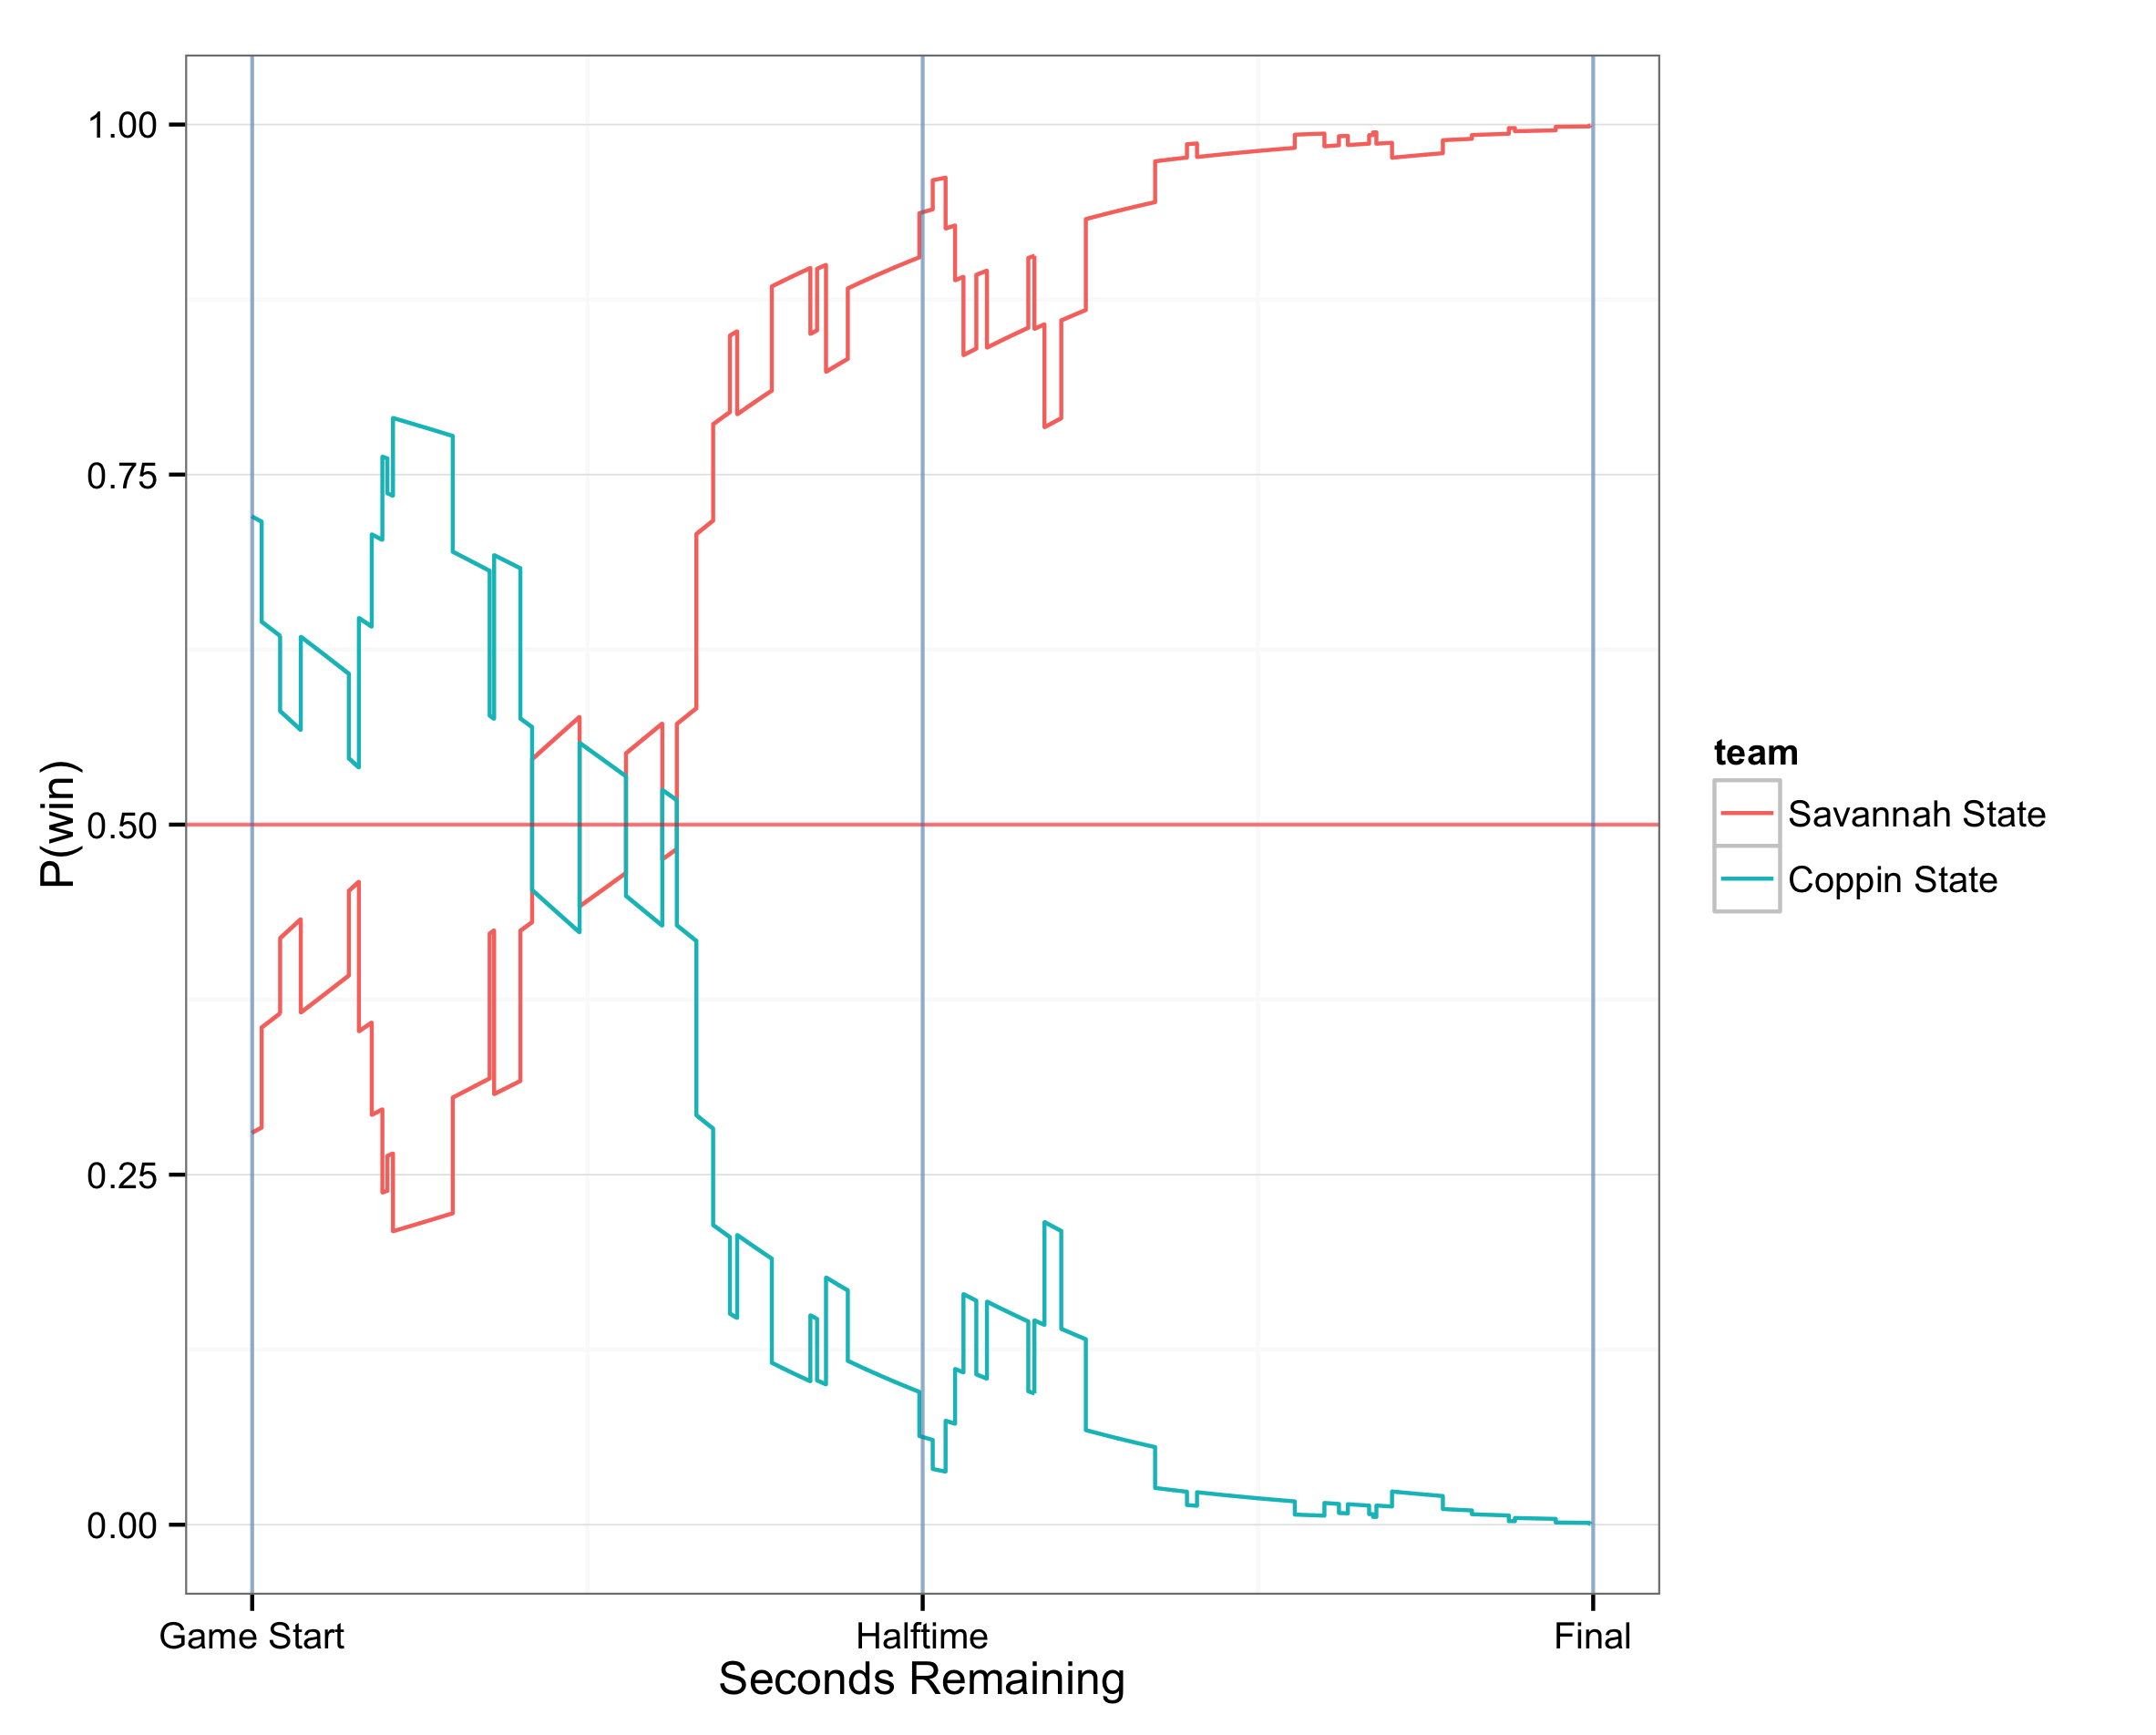 1.00
0.75
0.50
0.25
0.00
P(win)
Game Start
Halftime
Final
Seconds Remaining
team
Savannah State
Coppin State